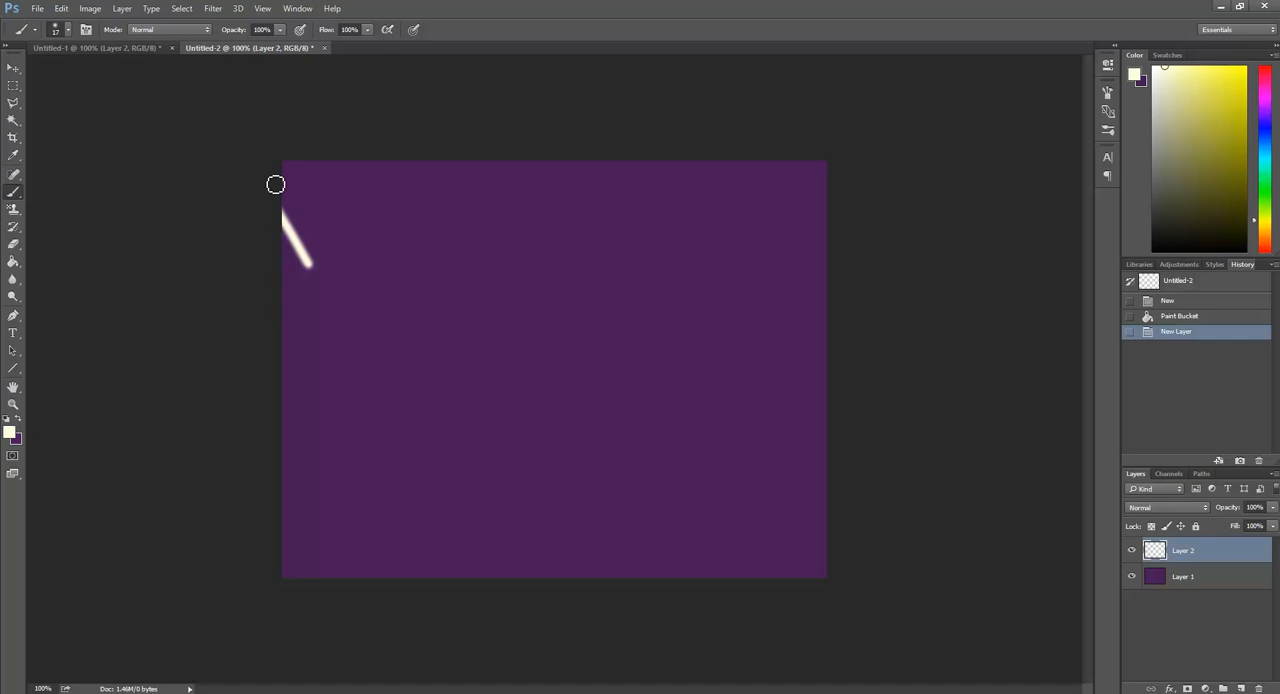 Ps File Edit Image Layer Type Select Filter 3D View Window Help
17 Mode: Normal Opacity: 100% Flow: 100% Essentials
Untitled-1 @ 100% (Layer 2, RGB/8) * × Untitled-2 @ 100% (Layer 2, RGB/8) * ×
Color Swatches
Libraries Adjustments Styles History
Untitled-2
New
Paint Bucket
New Layer
Layers Channels Paths
Kind
Normal Opacity: 100%
Lock: Fill: 100%
Layer 2
Layer 1
100% Doc: 1.46M/0 bytes